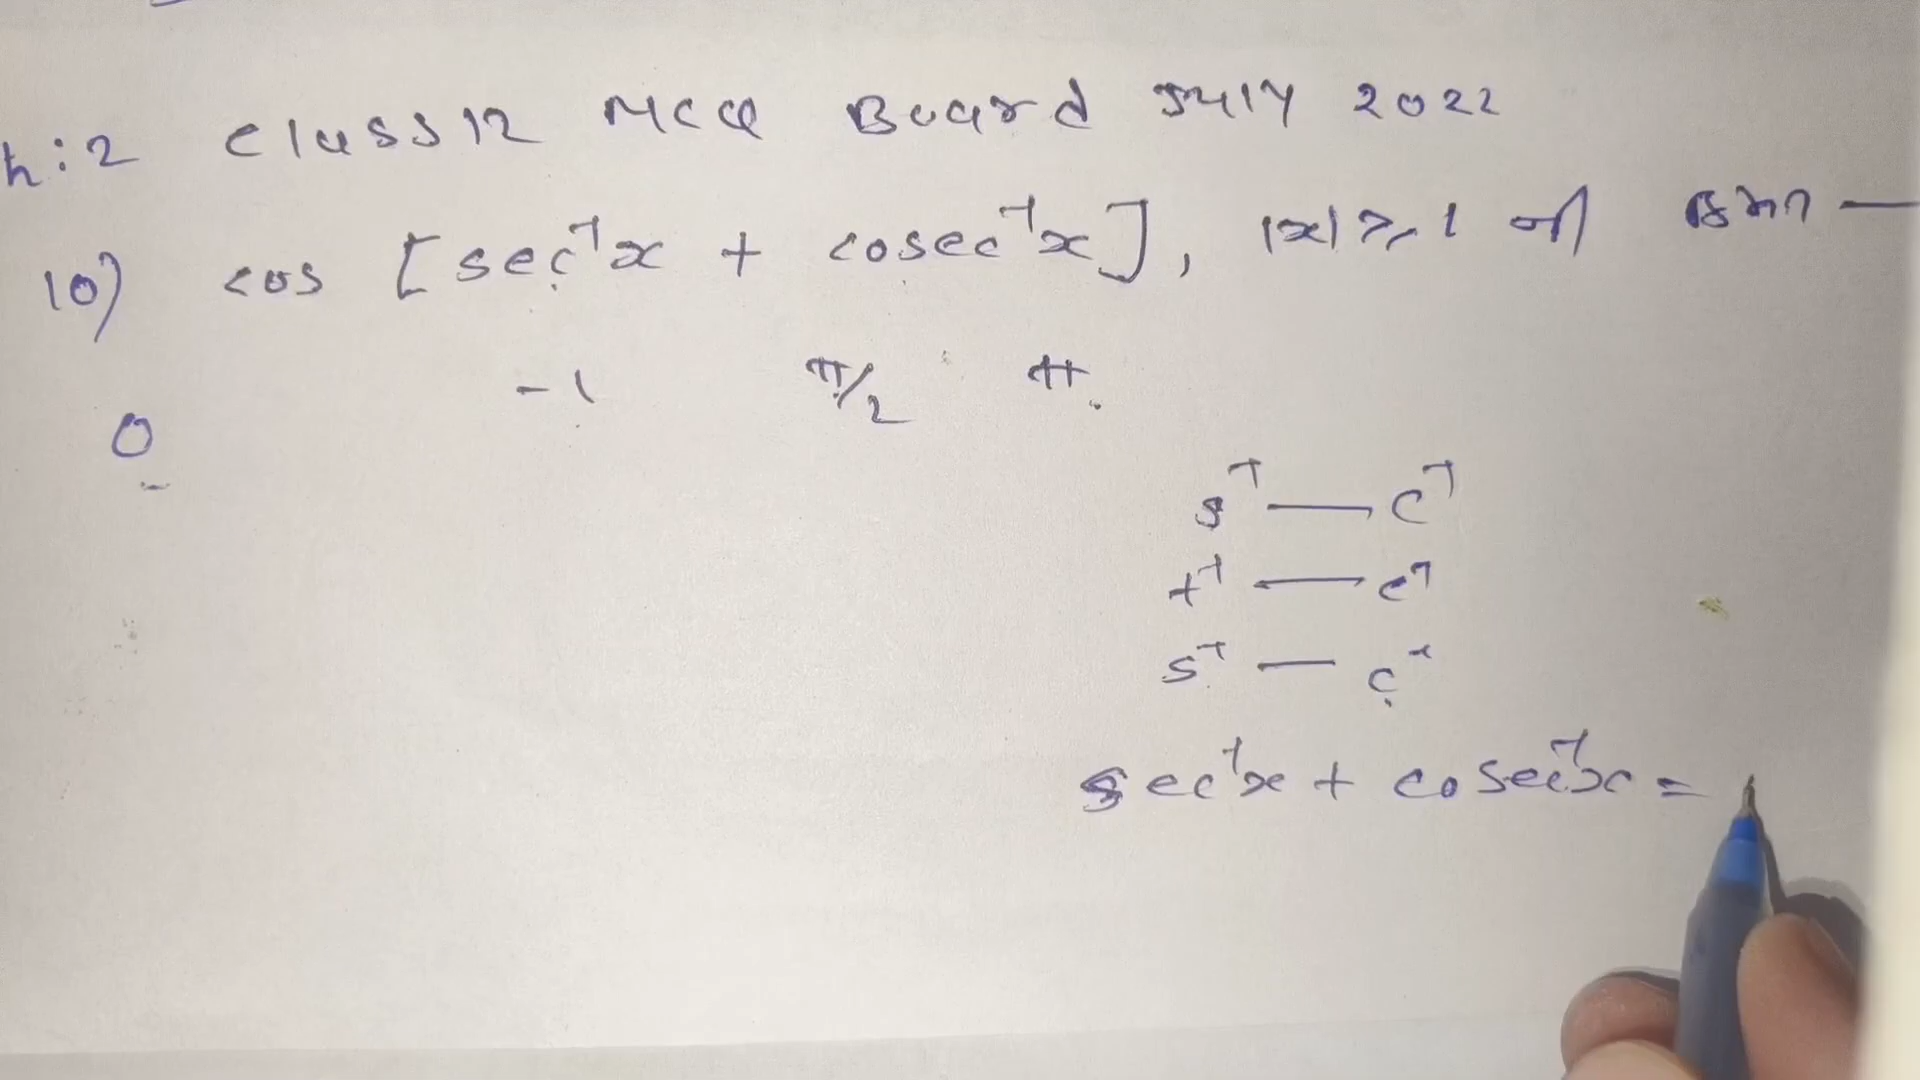 h:2 class 12 MCQ Board July 2022
10) cos [sec⁻¹x + cosec⁻¹x], |x| ≥ 1 ની કિંમત —
0 -1 π/2 π.
s⁻¹ — c⁻¹
t⁻¹ — c⁻¹
s⁻¹ — c⁻¹
sec⁻¹x + cosec⁻¹x =